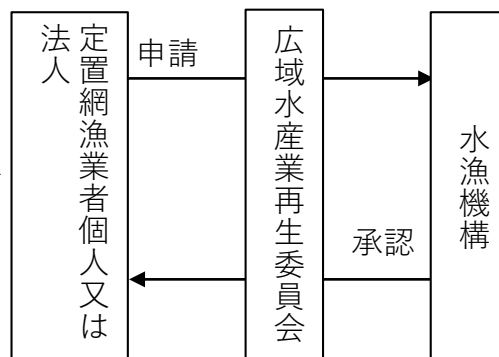 定置網漁業者個人又は
法人
申請
広域水産業再生委員会
承認
水漁機構